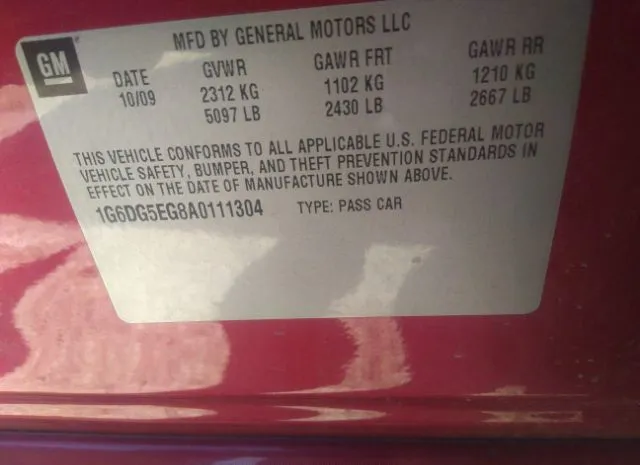 GM
MFD BY GENERAL MOTORS LLC
DATE GVWR GAWR FRT GAWR RR
10/09 2312 KG 1102 KG 1210 KG
5097 LB 2430 LB 2667 LB
THIS VEHICLE CONFORMS TO ALL APPLICABLE U.S. FEDERAL MOTOR
VEHICLE SAFETY, BUMPER, AND THEFT PREVENTION STANDARDS IN
EFFECT ON THE DATE OF MANUFACTURE SHOWN ABOVE.
1G6DG5EG8A0111304 TYPE: PASS CAR